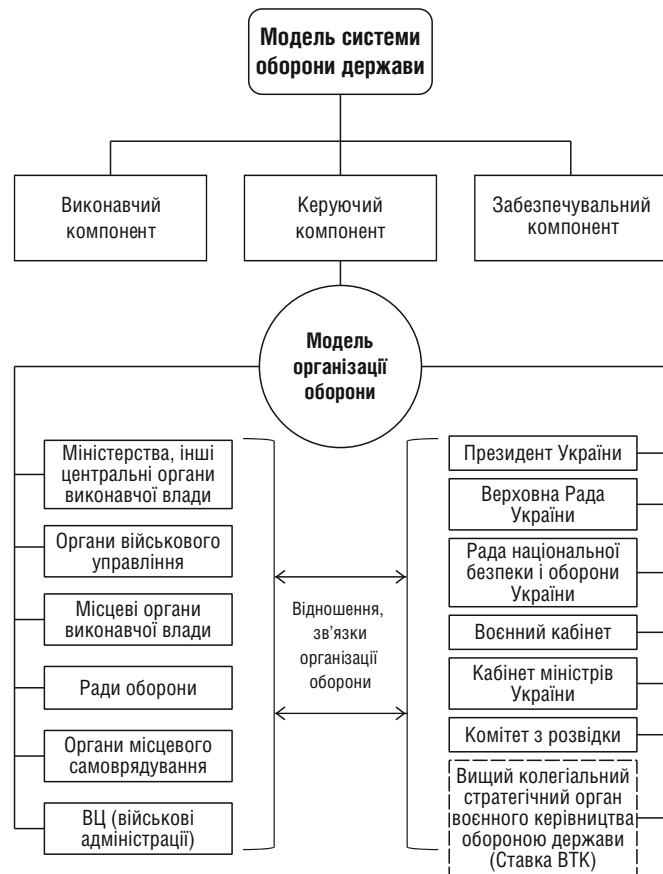 Модель системи
оборони держави
Виконавчий
компонент
Керуючий
компонент
Забезпечувальний
компонент
Модель
організації
оборони
Міністерства, інші
центральні органи
виконавчої влади
Органи військового
управління
Місцеві органи
виконавчої влади
Ради оборони
Органи місцевого
самоврядування
ВЦ (військові
адміністрації)
Відношення,
зв’язки
організації
оборони
Президент України
Верховна Рада
України
Рада національної
безпеки і оборони
України
Воєнний кабінет
Кабінет міністрів
України
Комітет з розвідки
Вищий колегіальний
стратегічний орган
воєнного керівництва
обороною держави
(Ставка ВТК)